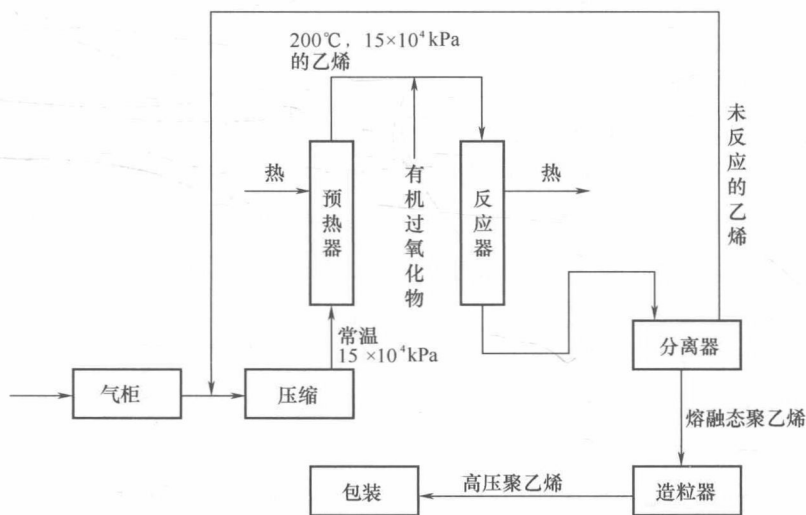 200℃，15×10⁴kPa
的乙烯
热
预热器
有机过氧化物
反应器
热
未反应的乙烯
常温
15×10⁴kPa
分离器
气柜
压缩
熔融态聚乙烯
包装
高压聚乙烯
造粒器